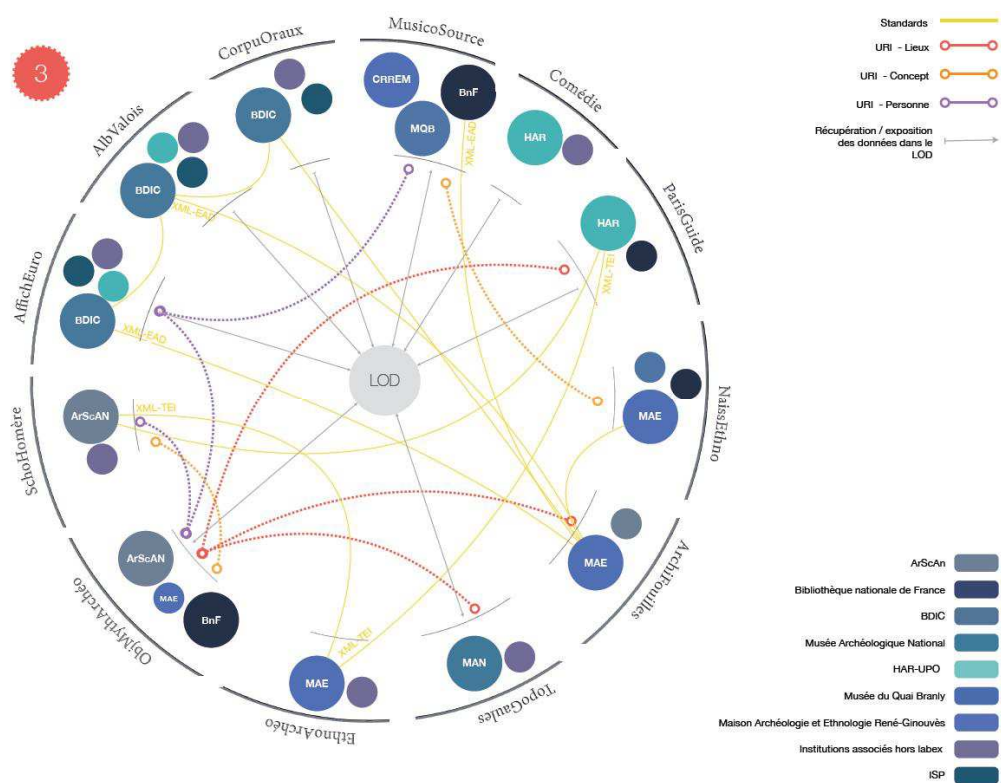 3
CorpuOraux
MusicoSource
Comédie
ParisGuide
NaissEthno
ArchiFouilles
TopoGaules
EthnoArchéo
ObjMythArchéo
SchoHomère
AffichEuro
AlbValois
BDIC
CRREM
MQB
BnF
XML-EAD
HAR
HAR
XML-TEI
MAE
MAE
MAN
MAE
XML-TEI
ArScAN
MAE
BnF
ArScAN
XML-TEI
BDIC
XML-EAD
BDIC
XML-EAD
LOD
Standards
URI - Lieux
URI - Concept
URI - Personne
Récupération / exposition
des données dans le
LOD
ArScAn
Bibliothèque nationale de France
BDIC
Musée Archéologique National
HAR-UPO
Musée du Quai Branly
Maison Archéologie et Ethnologie René-Ginouvès
Institutions associés hors labex
ISP